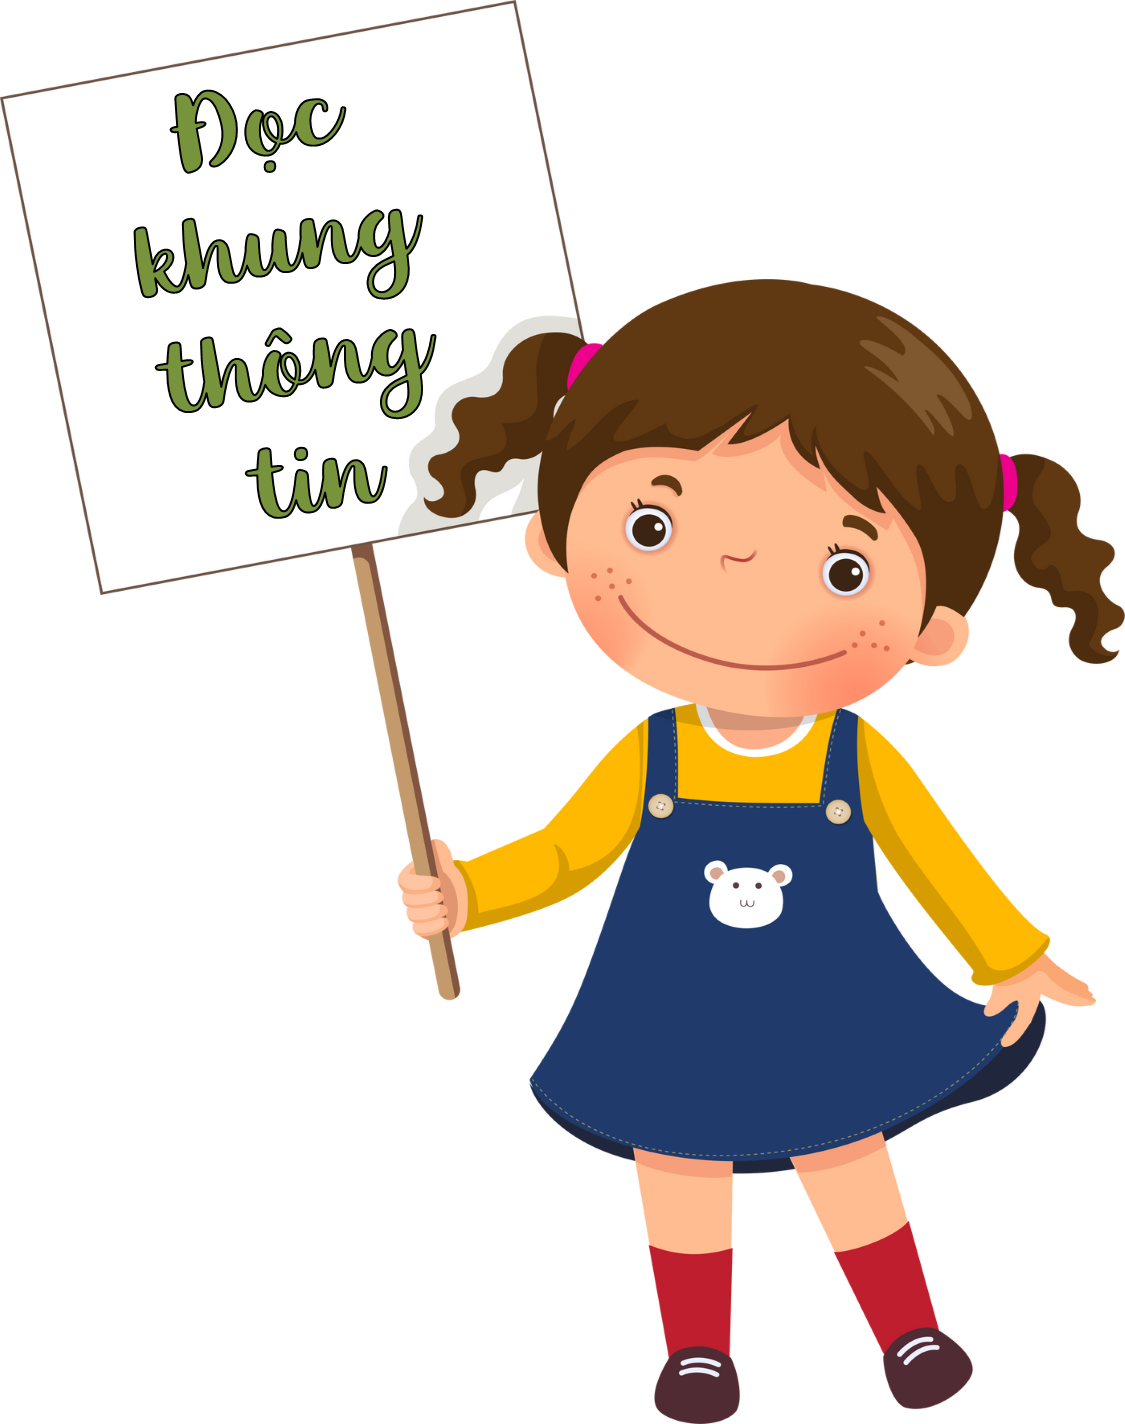 Đọc
khung
thông
tin